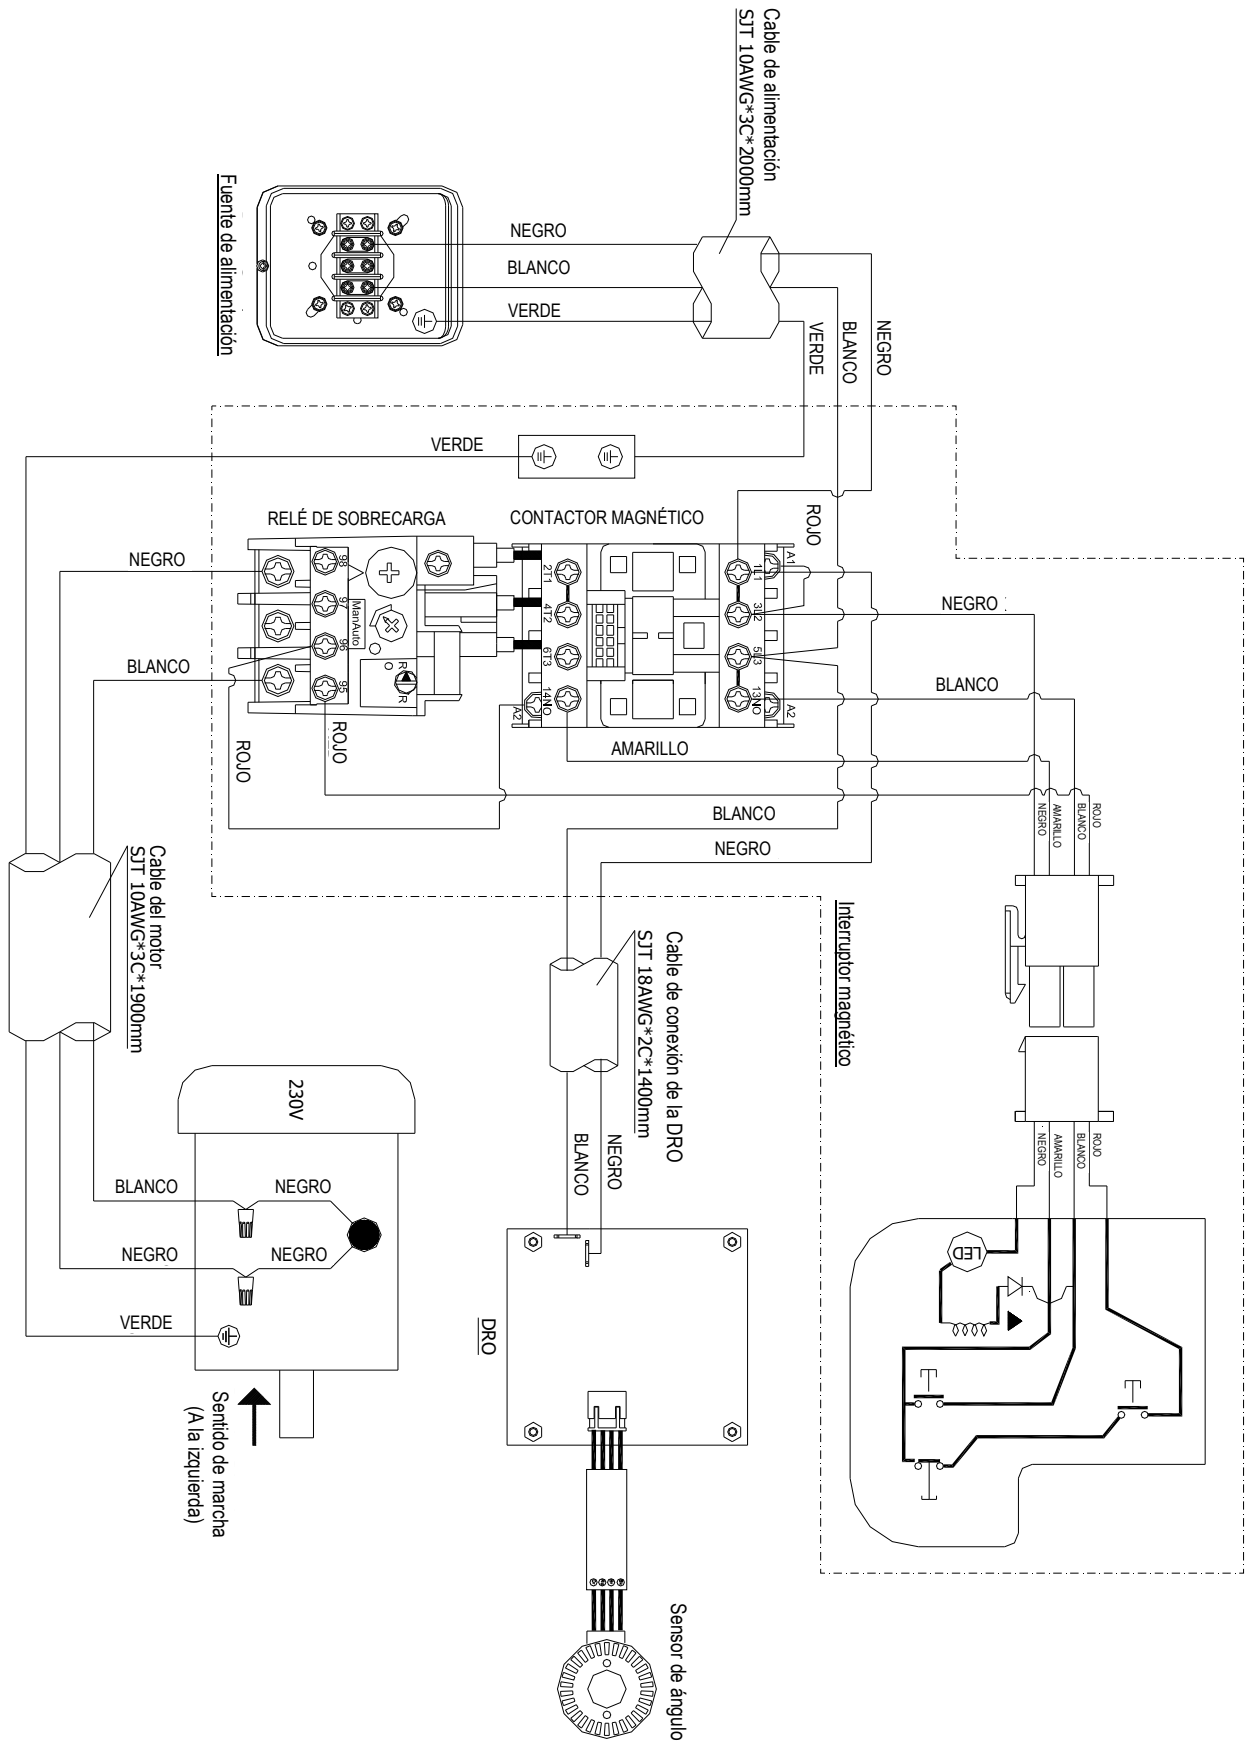 Cable de alimentación
SJT 10AWG*3C*2000mm
Fuente de alimentación
NEGRO
BLANCO
VERDE
NEGRO
BLANCO
VERDE
VERDE
RELÉ DE SOBRECARGA
CONTACTOR MAGNÉTICO
ROJO
NEGRO
BLANCO
98
97
96
95
ManAuto
R
R
2T1
4T2
6T3
14NO
A2
1L1
3L2
5L3
13NO
A1
A2
NEGRO
BLANCO
AMARILLO
ROJO
ROJO
BLANCO
NEGRO
ROJO
BLANCO
AMARILLO
NEGRO
Cable del motor
SJT 10AWG*3C*1900mm
Cable de conexión de la DRO
SJT 18AWG*2C*1400mm
Interruptor magnético
230V
BLANCO
NEGRO
NEGRO
NEGRO
VERDE
NEGRO
BLANCO
ROJO
BLANCO
AMARILLO
NEGRO
LED
DRO
Sentido de marcha
(A la izquierda)
Sensor de ángulo